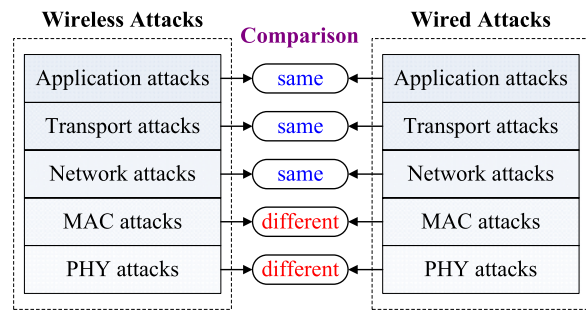 Wireless Attacks
Comparison
Wired Attacks
Application attacks same Application attacks
Transport attacks same Transport attacks
Network attacks same Network attacks
MAC attacks different MAC attacks
PHY attacks different PHY attacks